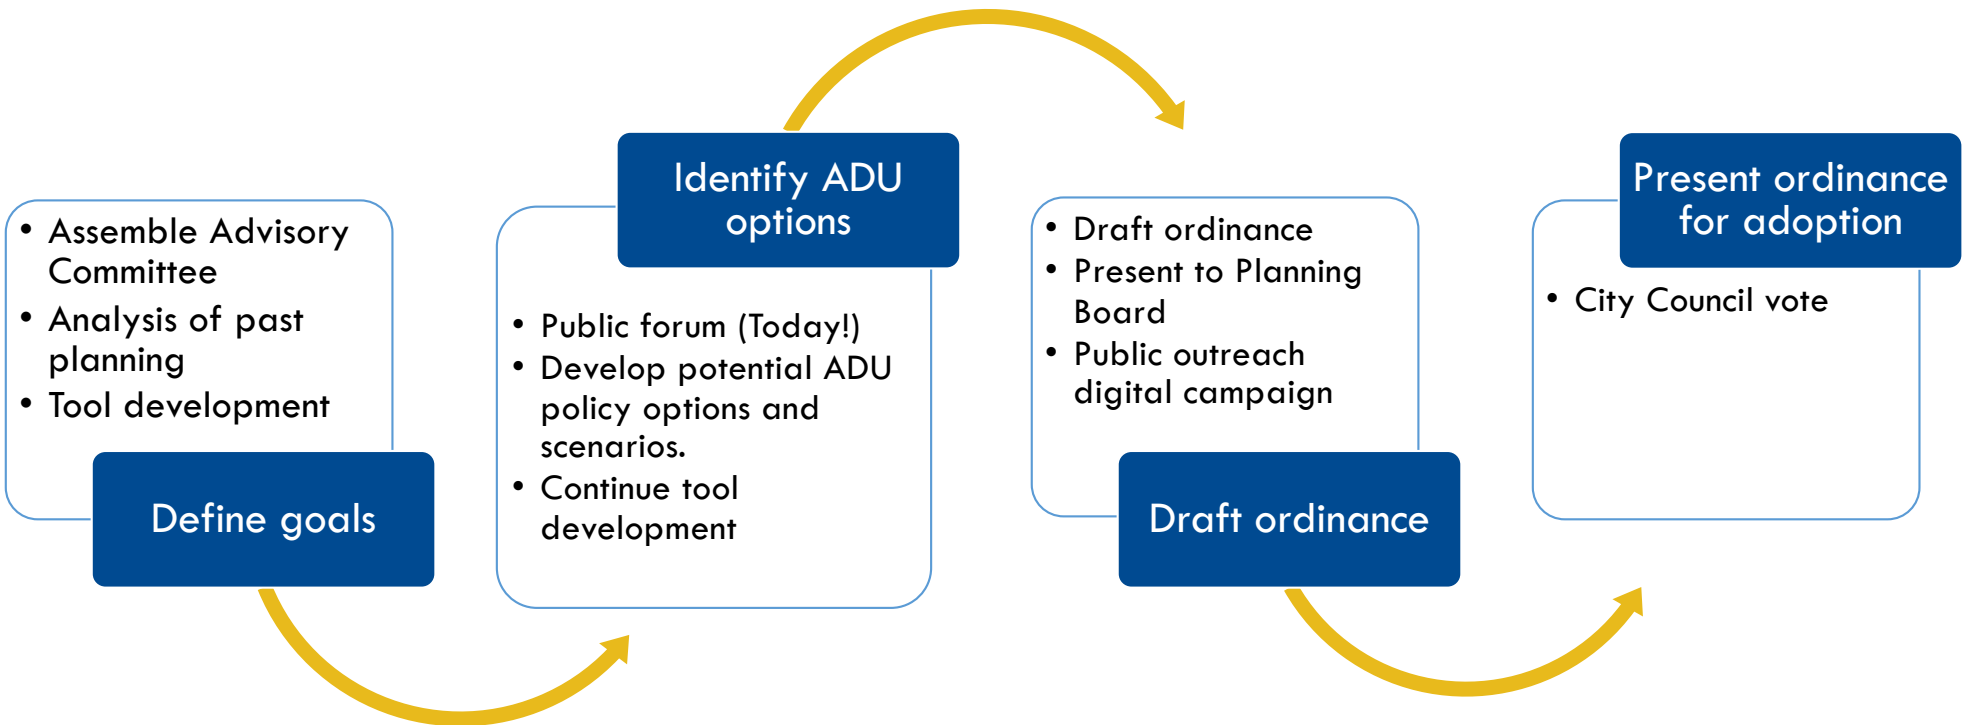 • Assemble Advisory
Committee
• Analysis of past
planning
• Tool development
Define goals
Identify ADU
options
• Public forum (Today!)
• Develop potential ADU
policy options and
scenarios.
• Continue tool
development
• Draft ordinance
• Present to Planning
Board
• Public outreach
digital campaign
Draft ordinance
Present ordinance
for adoption
• City Council vote